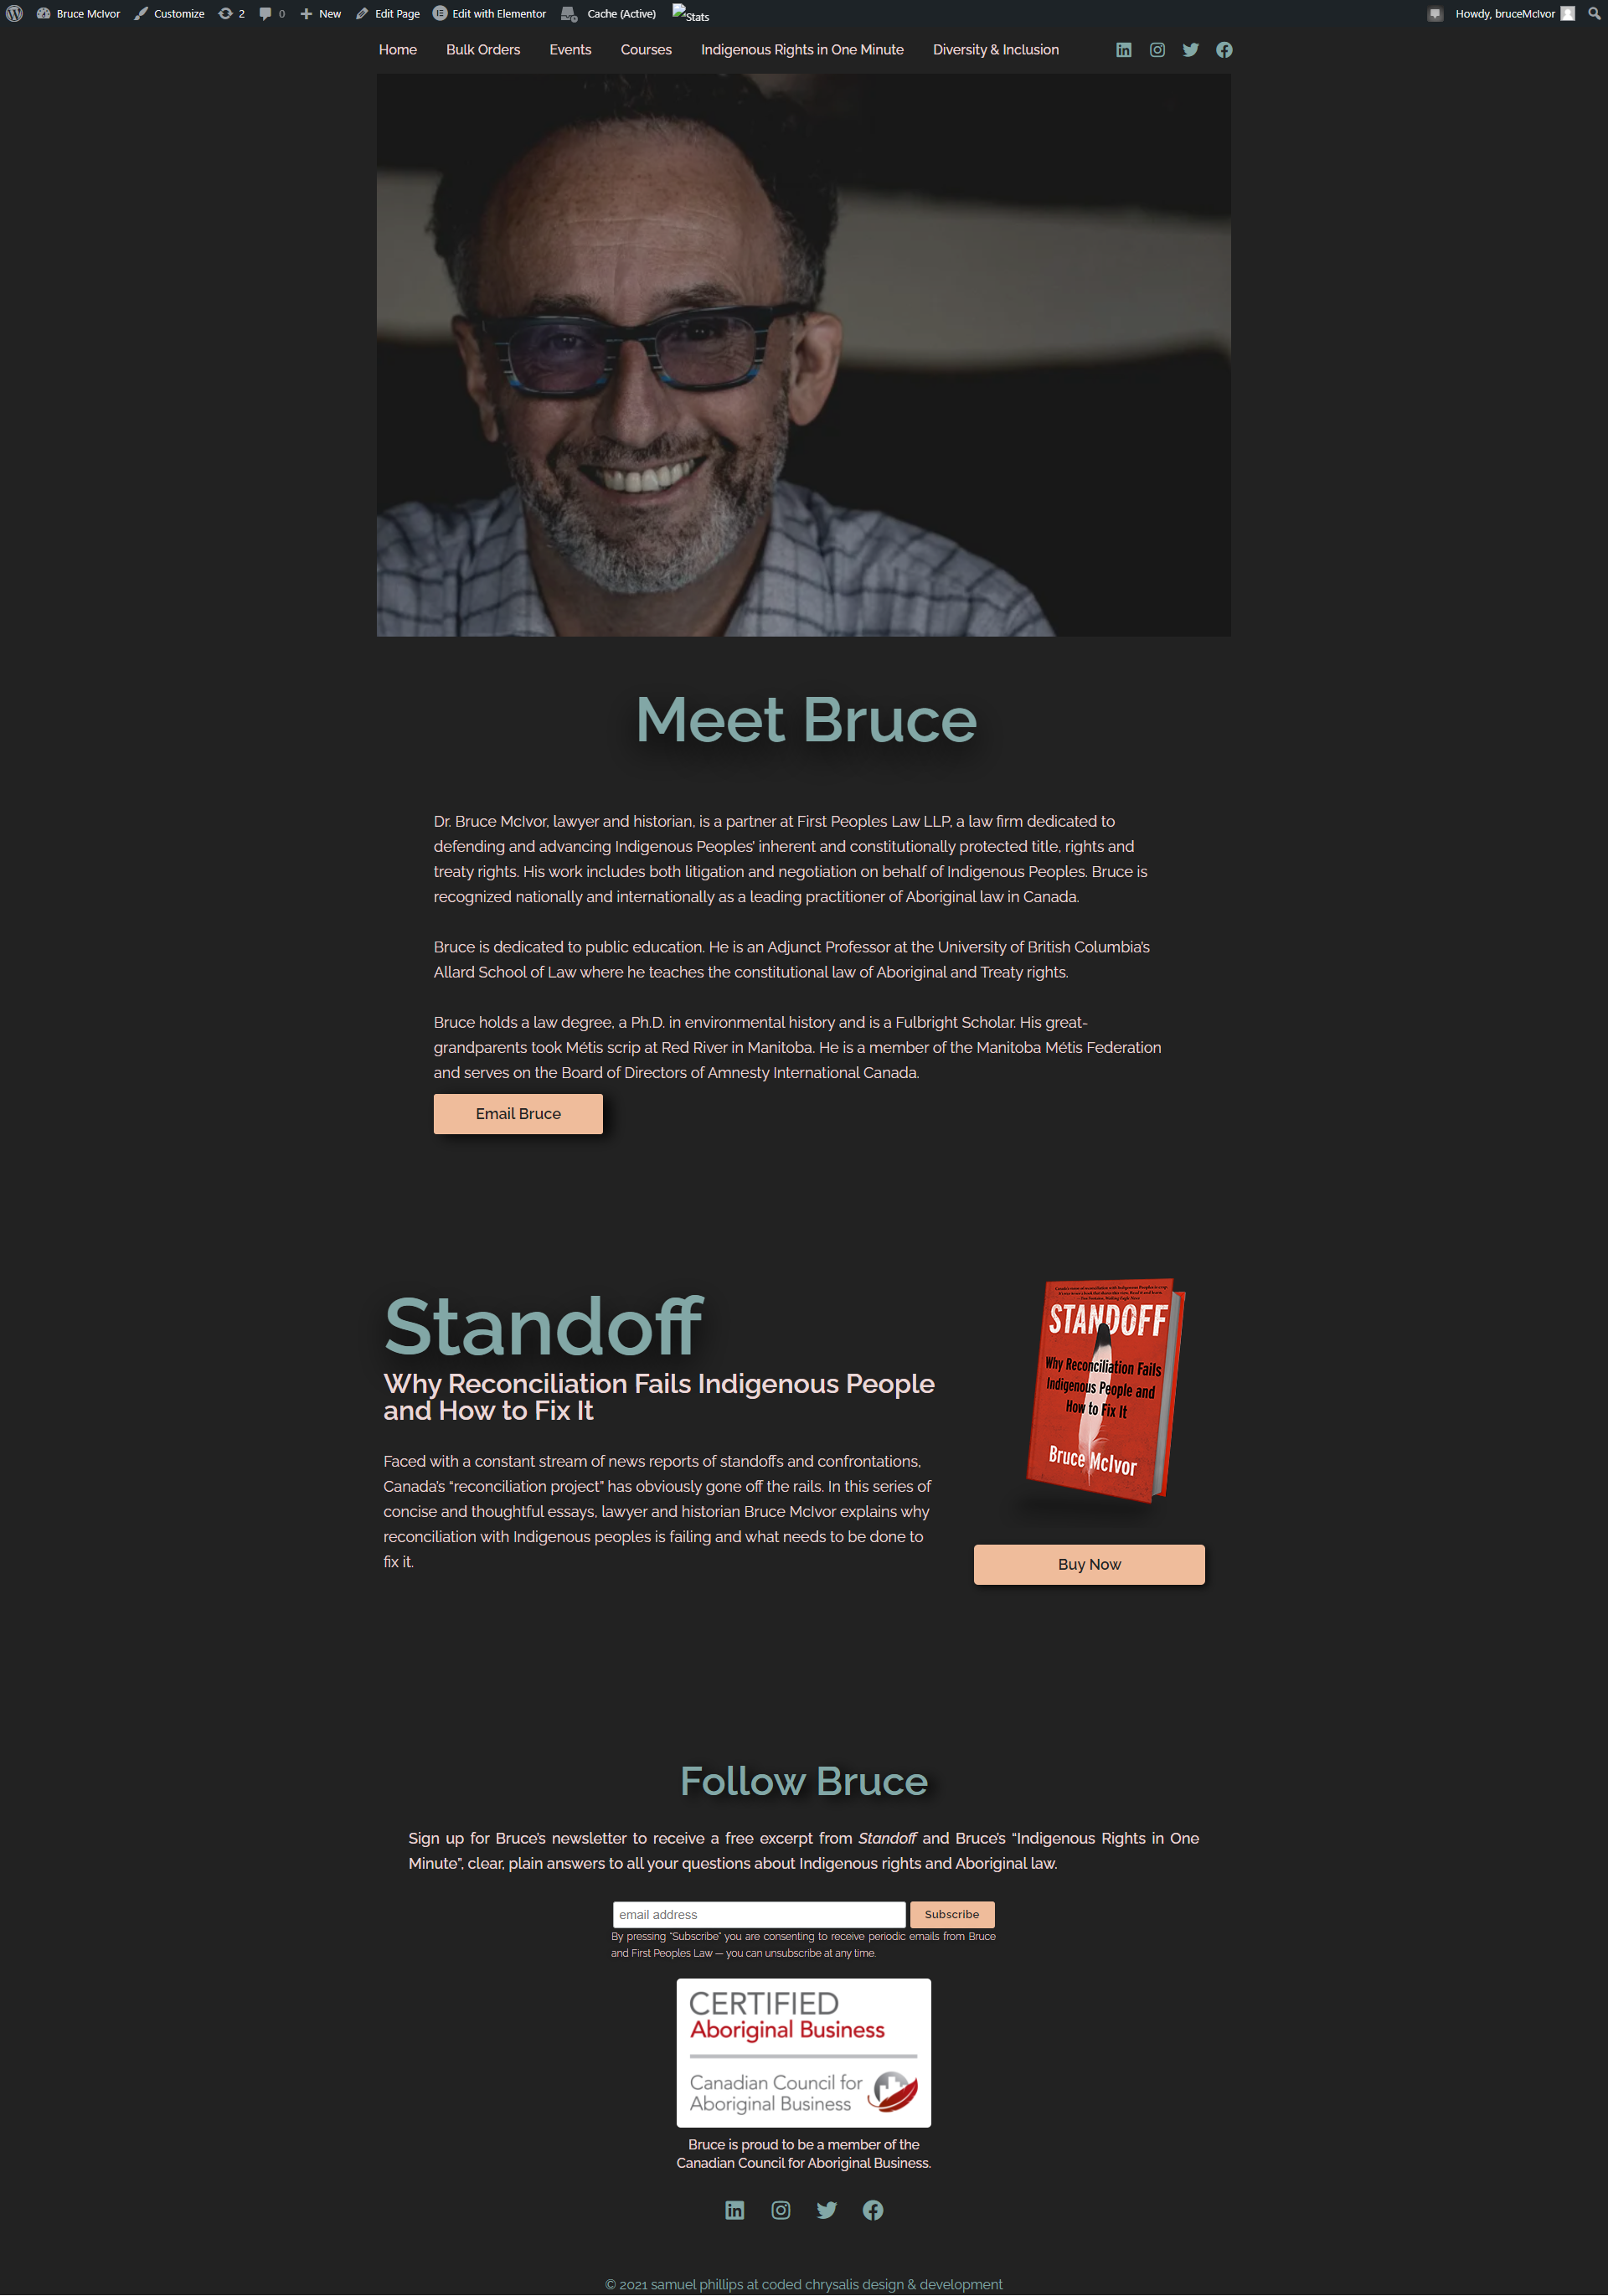 Bruce McIvor Customize 2 0 New Edit Page Edit with Elementor Cache (Active) Stats Howdy, bruceMcIvor
Home Bulk Orders Events Courses Indigenous Rights in One Minute Diversity & Inclusion
Meet Bruce
Dr. Bruce McIvor, lawyer and historian, is a partner at First Peoples Law LLP, a law firm dedicated to
defending and advancing Indigenous Peoples’ inherent and constitutionally protected title, rights and
treaty rights. His work includes both litigation and negotiation on behalf of Indigenous Peoples. Bruce is
recognized nationally and internationally as a leading practitioner of Aboriginal law in Canada.
Bruce is dedicated to public education. He is an Adjunct Professor at the University of British Columbia’s
Allard School of Law where he teaches the constitutional law of Aboriginal and Treaty rights.
Bruce holds a law degree, a Ph.D. in environmental history and is a Fulbright Scholar. His great-
grandparents took Métis scrip at Red River in Manitoba. He is a member of the Manitoba Métis Federation
and serves on the Board of Directors of Amnesty International Canada.
Email Bruce
Standoff
Why Reconciliation Fails Indigenous People
and How to Fix It
Faced with a constant stream of news reports of standoffs and confrontations,
Canada’s “reconciliation project” has obviously gone off the rails. In this series of
concise and thoughtful essays, lawyer and historian Bruce McIvor explains why
reconciliation with Indigenous peoples is failing and what needs to be done to
fix it.
STANDOFF
Why Reconciliation Fails
Indigenous People and
How to Fix It
Bruce McIvor
Buy Now
Follow Bruce
Sign up for Bruce’s newsletter to receive a free excerpt from Standoff and Bruce’s “Indigenous Rights in One
Minute”, clear, plain answers to all your questions about Indigenous rights and Aboriginal law.
email address Subscribe
By pressing "Subscribe" you are consenting to receive periodic emails from Bruce
and First Peoples Law — you can unsubscribe at any time.
CERTIFIED
Aboriginal Business
Canadian Council for
Aboriginal Business
Bruce is proud to be a member of the
Canadian Council for Aboriginal Business.
© 2021 samuel phillips at coded chrysalis design & development